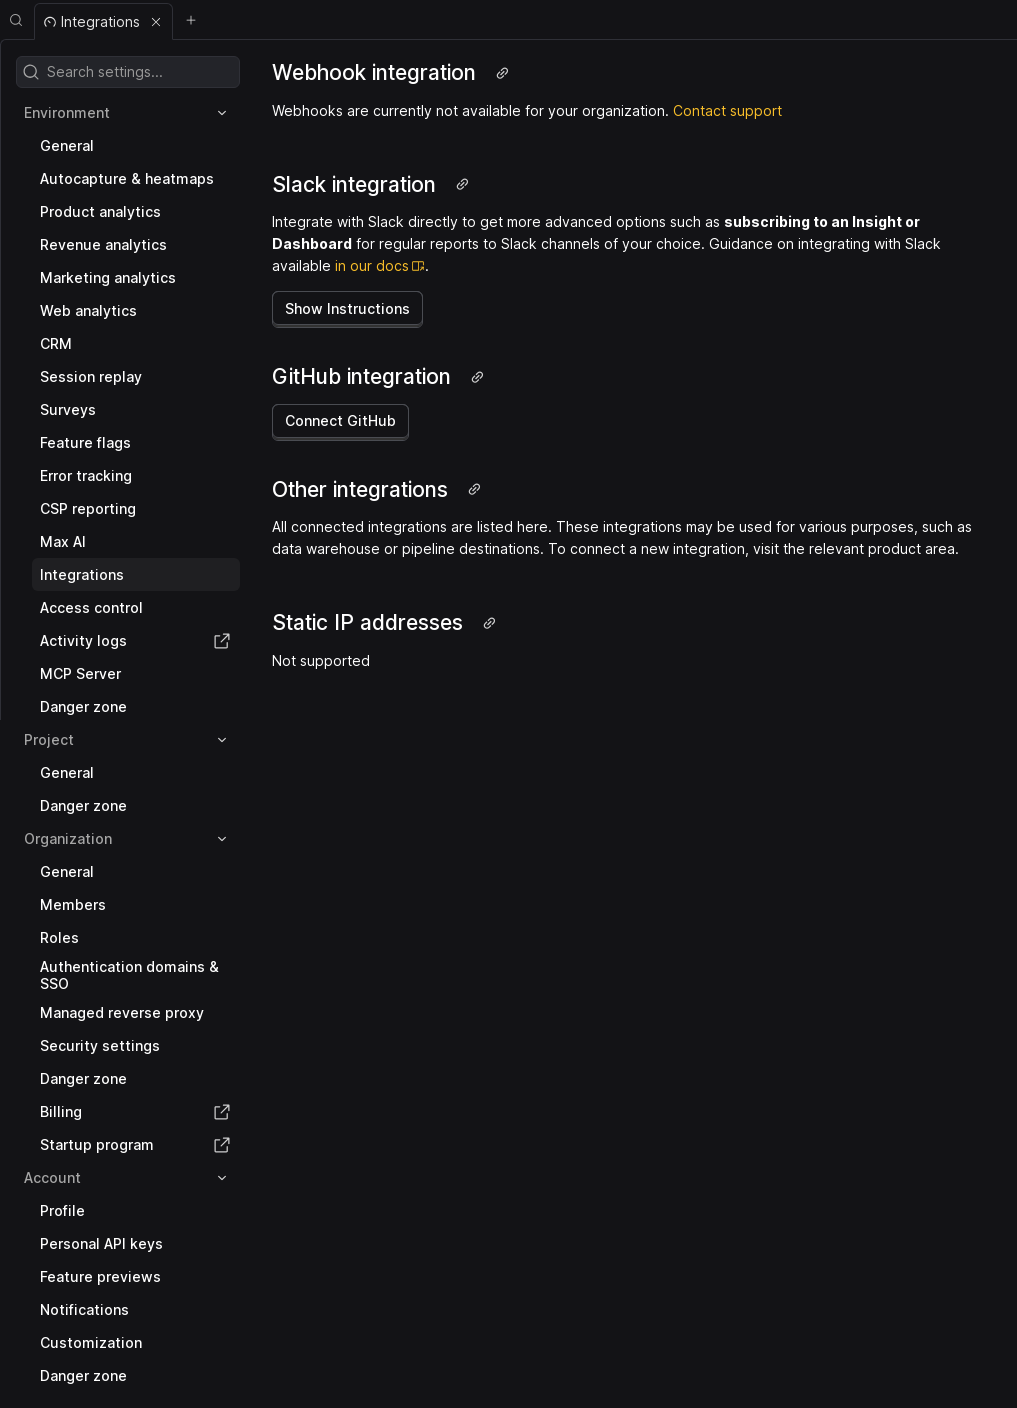 Integrations
Search settings...
Environment
General
Autocapture & heatmaps
Product analytics
Revenue analytics
Marketing analytics
Web analytics
CRM
Session replay
Surveys
Feature flags
Error tracking
CSP reporting
Max AI
Integrations
Access control
Activity logs
MCP Server
Danger zone
Project
General
Danger zone
Organization
General
Members
Roles
Authentication domains &
SSO
Managed reverse proxy
Security settings
Danger zone
Billing
Startup program
Account
Profile
Personal API keys
Feature previews
Notifications
Customization
Danger zone
Webhook integration
Webhooks are currently not available for your organization. Contact support
Slack integration
Integrate with Slack directly to get more advanced options such as subscribing to an Insight or
Dashboard for regular reports to Slack channels of your choice. Guidance on integrating with Slack
available in our docs.
Show Instructions
GitHub integration
Connect GitHub
Other integrations
All connected integrations are listed here. These integrations may be used for various purposes, such as
data warehouse or pipeline destinations. To connect a new integration, visit the relevant product area.
Static IP addresses
Not supported